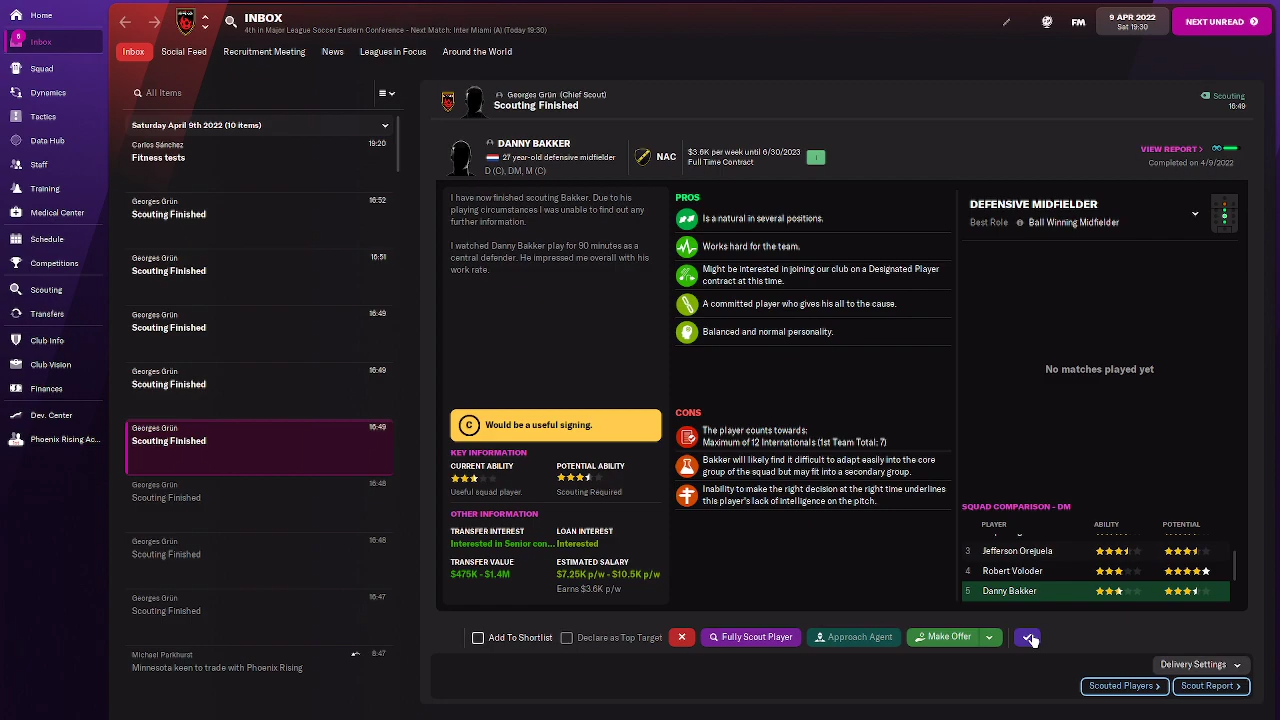 Home
8
Inbox
Squad
Dynamics
Tactics
Data Hub
Staff
Training
Medical Center
Schedule
Competitions
Scouting
Transfers
Club Info
Club Vision
Finances
Dev. Center
Phoenix Rising Ac...
INBOX
4th in Major League Soccer Eastern Conference - Next Match: Inter Miami (A) (Today 19:30)
FM
9 APR 2022
Sat 19:30
NEXT UNREAD
Inbox
Social Feed
Recruitment Meeting
News
Leagues in Focus
Around the World
All Items
Saturday April 9th 2022 (10 items)
Carlos Sánchez 19:20
Fitness tests
Georges Grün 16:52
Scouting Finished
Georges Grün 16:51
Scouting Finished
Georges Grün 16:49
Scouting Finished
Georges Grün 16:49
Scouting Finished
Georges Grün 16:49
Scouting Finished
Georges Grün 16:48
Scouting Finished
Georges Grün 16:48
Scouting Finished
Georges Grün 16:47
Scouting Finished
Michael Parkhurst 8:47
Minnesota keen to trade with Phoenix Rising
Georges Grün (Chief Scout)
Scouting Finished
Scouting
16:49
DANNY BAKKER
27 year-old defensive midfielder
D (C), DM, M (C)
NAC
$3.6K per week until 6/30/2023
Full Time Contract
I
VIEW REPORT >
Completed on 4/9/2022
I have now finished scouting Bakker. Due to his
playing circumstances I was unable to find out any
further information.
I watched Danny Bakker play for 90 minutes as a
central defender. He impressed me overall with his
work rate.
C Would be a useful signing.
KEY INFORMATION
CURRENT ABILITY
POTENTIAL ABILITY
Useful squad player.
Scouting Required
OTHER INFORMATION
TRANSFER INTEREST
LOAN INTEREST
Interested in Senior con...
Interested
TRANSFER VALUE
ESTIMATED SALARY
$475K - $1.4M
$7.25K p/w - $10.5K p/w
Earns $3.6K p/w
PROS
Is a natural in several positions.
Works hard for the team.
Might be interested in joining our club on a Designated Player
contract at this time.
A committed player who gives his all to the cause.
Balanced and normal personality.
CONS
The player counts towards:
Maximum of 12 Internationals (1st Team Total: 7)
Bakker will likely find it difficult to adapt easily into the core
group of the squad but may fit into a secondary group.
Inability to make the right decision at the right time underlines
this player's lack of intelligence on the pitch.
DEFENSIVE MIDFIELDER
Best Role Ball Winning Midfielder
No matches played yet
SQUAD COMPARISON - DM
PLAYER ABILITY POTENTIAL
3 Jefferson Orejuela
4 Robert Voloder
5 Danny Bakker
Add To Shortlist
Declare as Top Target
Fully Scout Player
Approach Agent
Make Offer
Delivery Settings
Scouted Players >
Scout Report >